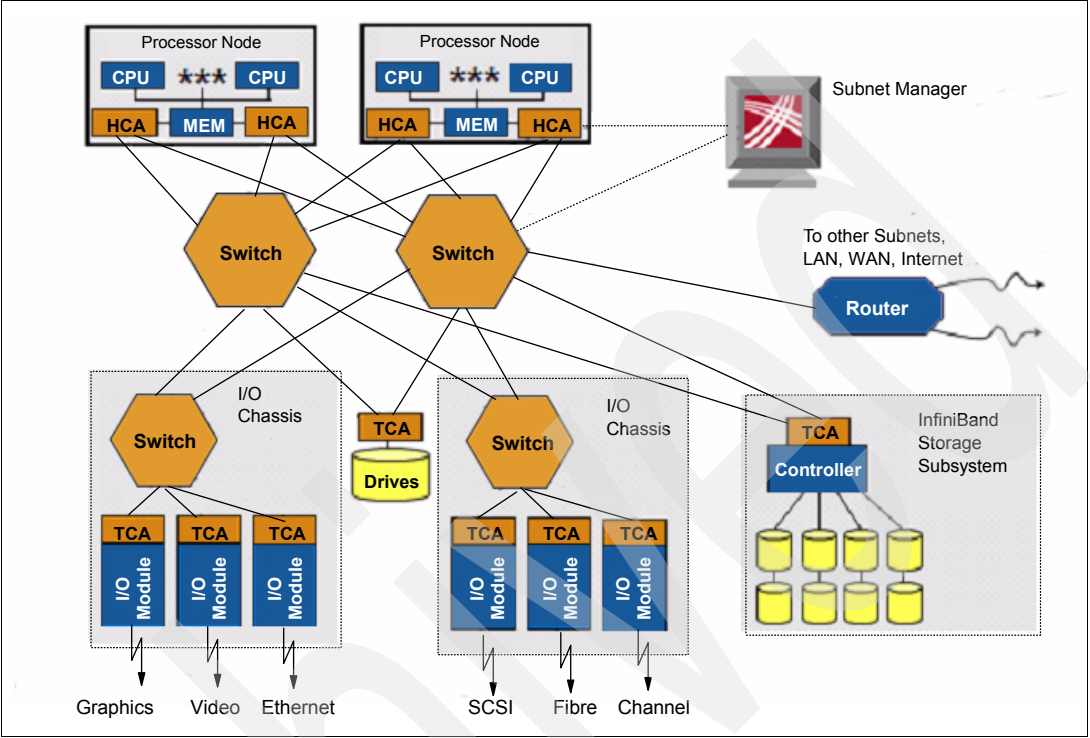 Processor Node
CPU *** CPU
HCA MEM HCA
Processor Node
CPU *** CPU
HCA MEM HCA
Subnet Manager
Switch
Switch
To other Subnets,
LAN, WAN, Internet
Router
I/O
Chassis
Switch
TCA
Drives
I/O
Chassis
Switch
TCA
Controller
InfiniBand
Storage
Subsystem
TCA TCA TCA
I/O Module
I/O Module
I/O Module
TCA TCA TCA
I/O Module
I/O Module
I/O Module
Graphics Video Ethernet
SCSI Fibre Channel